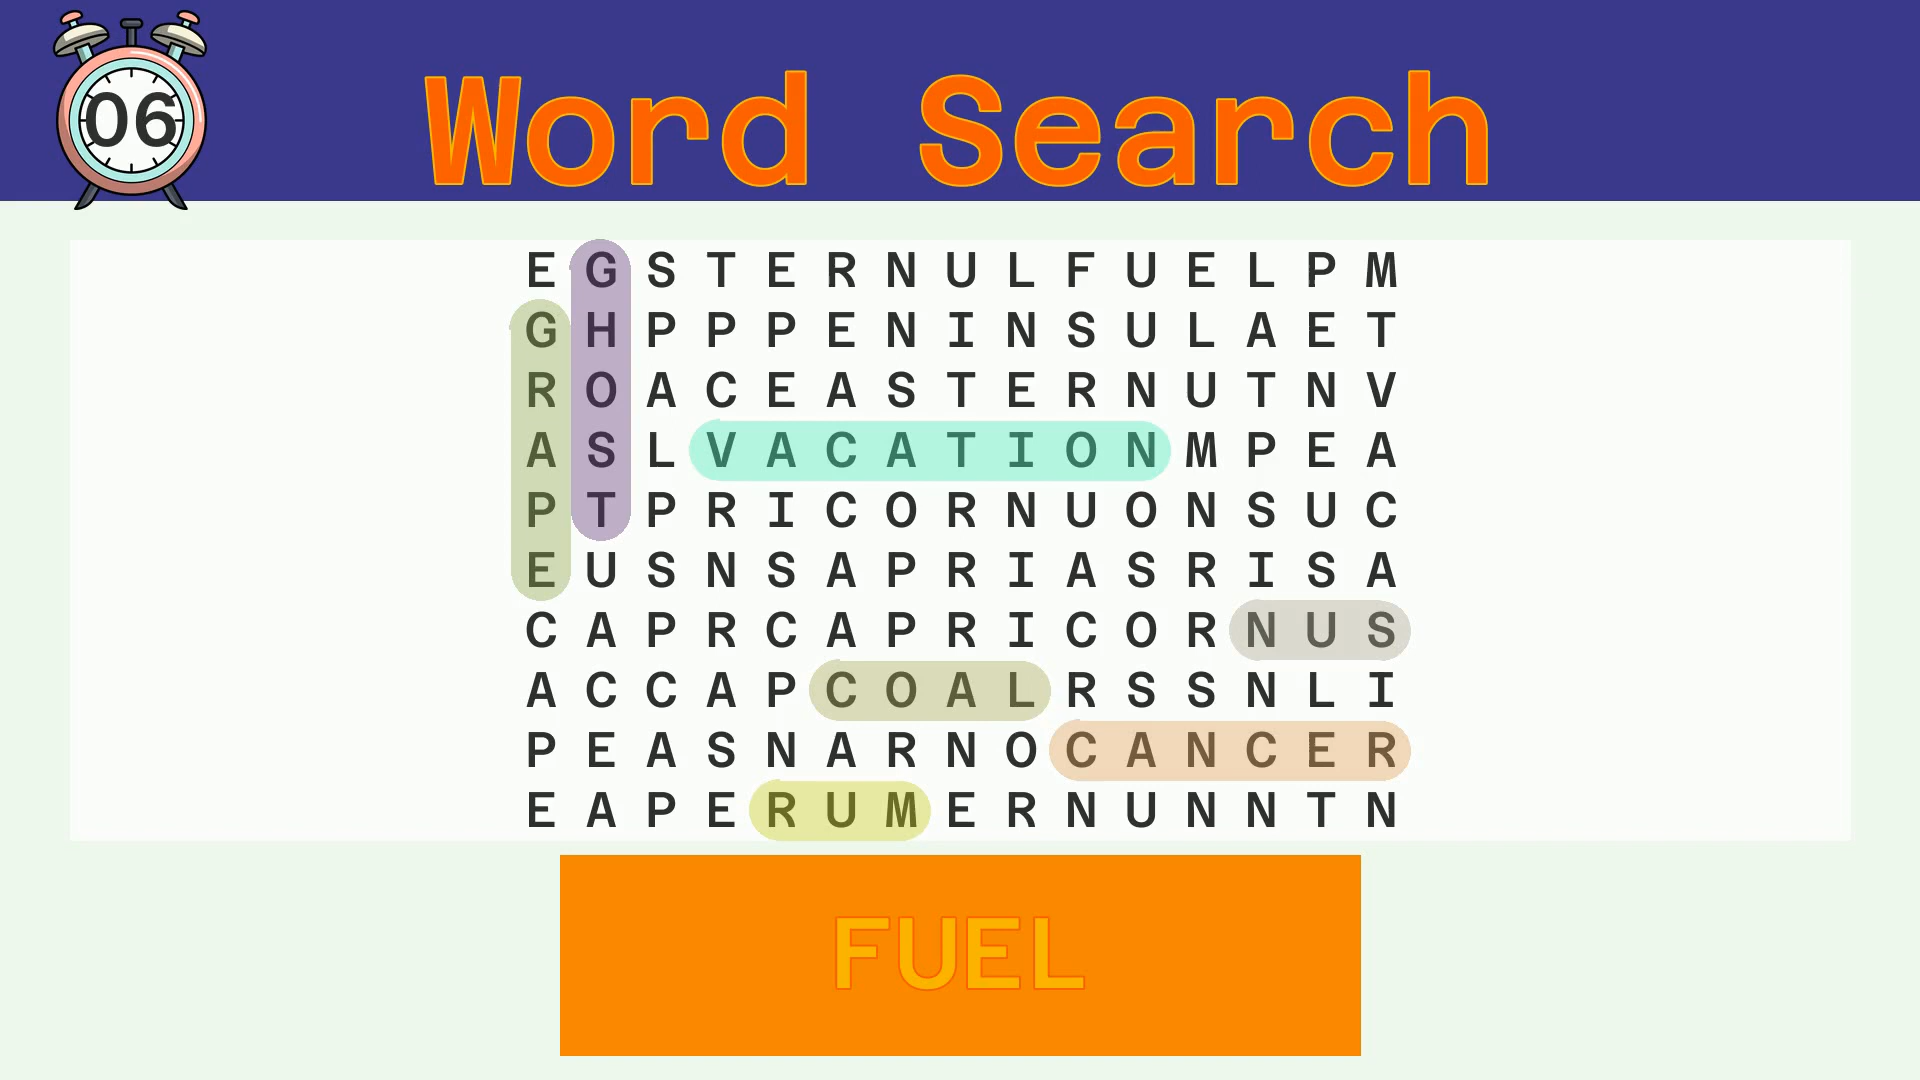 06
Word Search
E G S T E R N U L F U E L P M
G H P P P E N I N S U L A E T
R O A C E A S T E R N U T N V
A S L V A C A T I O N M P E A
P T P R I C O R N U O N S U C
E U S N S A P R I A S R I S A
C A P R C A P R I C O R N U S
A C C A P C O A L R S S N L I
P E A S N A R N O C A N C E R
E A P E R U M E R N U N N T N
FUEL